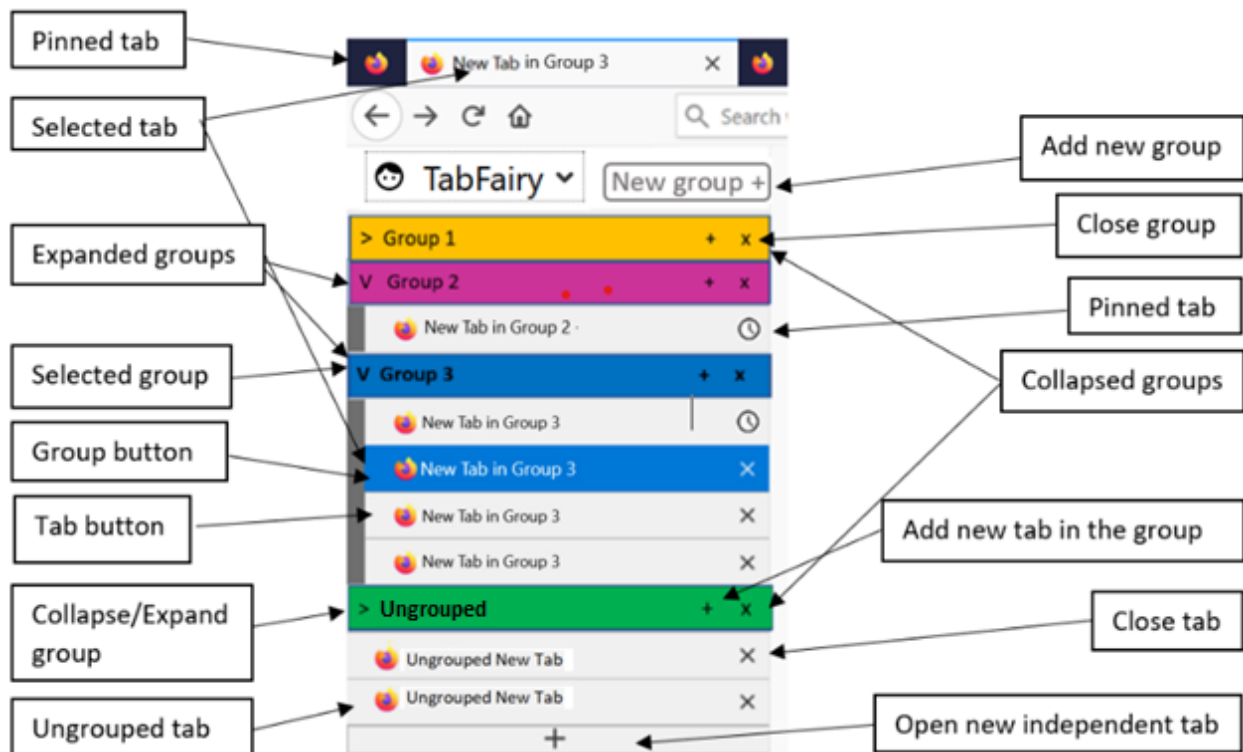 Pinned tab
Selected tab
Expanded groups
Selected group
Group button
Tab button
Collapse/Expand
group
Ungrouped tab
New Tab in Group 3
Search
TabFairy
New group +
> Group 1 + x
V Group 2 + x
New Tab in Group 2
V Group 3 + x
New Tab in Group 3
New Tab in Group 3
New Tab in Group 3
New Tab in Group 3
> Ungrouped + x
Ungrouped New Tab
Ungrouped New Tab
+
Add new group
Close group
Pinned tab
Collapsed groups
Add new tab in the group
Close tab
Open new independent tab